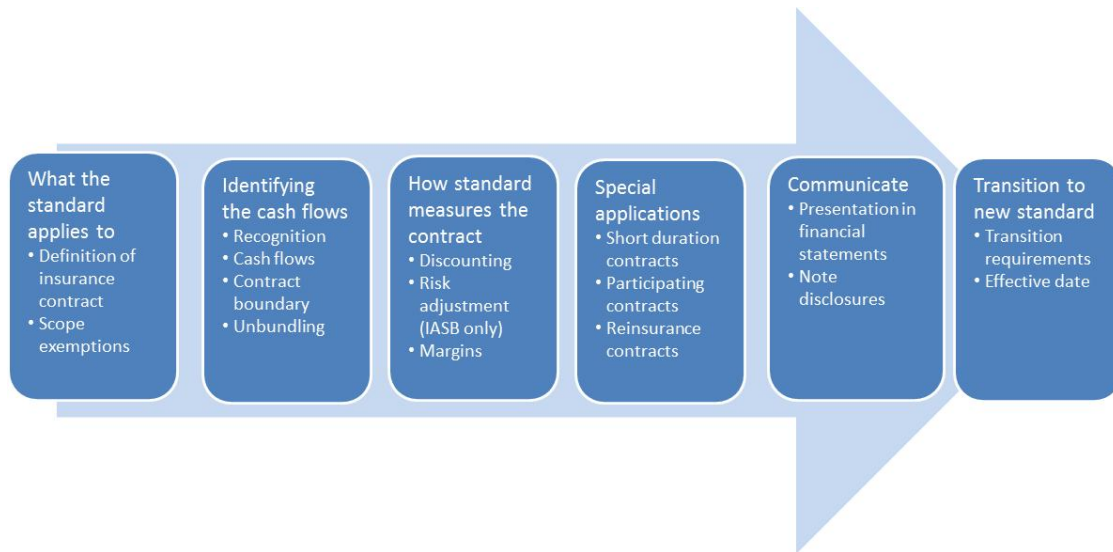 What the
standard
applies to
• Definition of
insurance
contract
• Scope
exemptions
Identifying
the cash flows
• Recognition
• Cash flows
• Contract
boundary
• Unbundling
How standard
measures the
contract
• Discounting
• Risk
adjustment
(IASB only)
• Margins
Special
applications
• Short duration
contracts
• Participating
contracts
• Reinsurance
contracts
Communicate
• Presentation in
financial
statements
• Note
disclosures
Transition to
new standard
• Transition
requirements
• Effective date